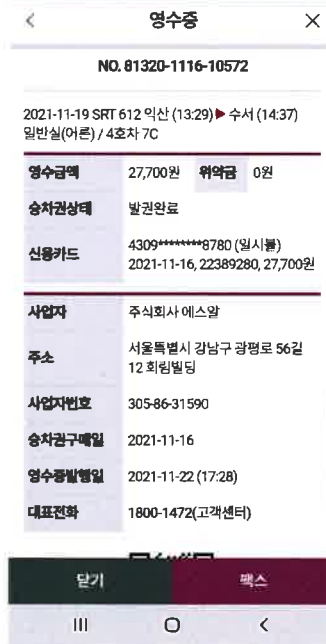 영수증
NO. 81320-1116-10572
2021-11-19 SRT 612 익산 (13:29) ▶ 수서 (14:37)
일반실(어른) / 4호차 7C
영수금액 27,700원 위약금 0원
승차권상태 발권완료
신용카드 4309********8780 (일시불)
2021-11-16, 22389280, 27,700원
사업자 주식회사 에스알
주소 서울특별시 강남구 광평로 56길
12 회림빌딩
사업자번호 305-86-31590
승차권구매일 2021-11-16
영수증발행일 2021-11-22 (17:28)
대표전화 1800-1472(고객센터)
닫기 팩스